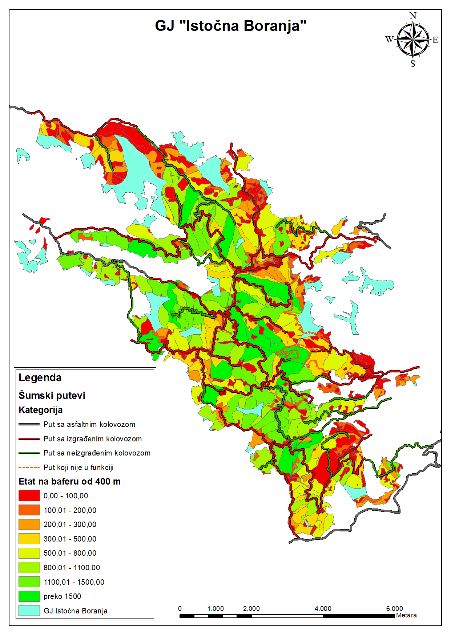 GJ "Istočna Boranja"
N
W
E
S
Legenda
Šumski putevi
Kategorija
Put sa asfaltnim kolovozom
Put sa izgrađenim kolovozom
Put sa neizgrađenim kolovozom
Put koji nije u funkciji
Etat na baferu od 400 m
0,00 - 100,00
100,01 - 200,00
200,01 - 300,00
300,01 - 500,00
500,01 - 800,00
800,01 - 1100,00
1100,01 - 1500,00
preko 1500
GJ Istočna Boranja
0 1.000 2.000 4.000 6.000
Metara